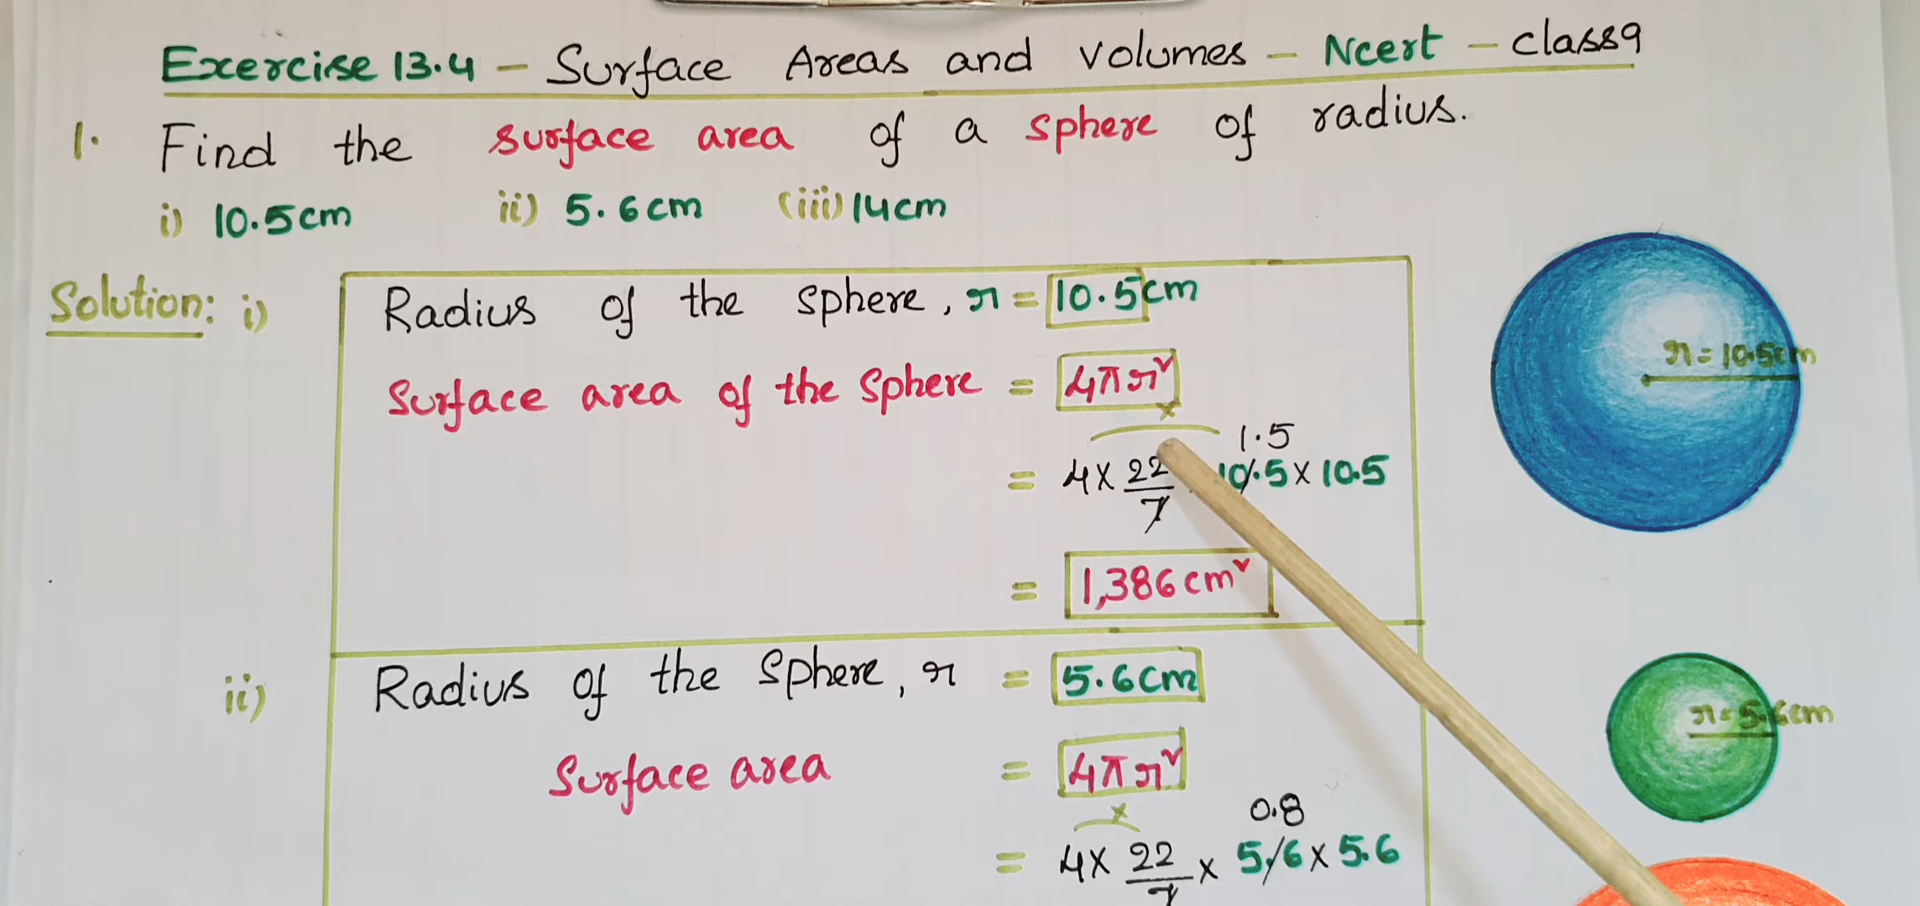 Exercise 13.4 – Surface Areas and Volumes – Ncert – class 9
1. Find the surface area of a sphere of radius.
i) 10.5cm ii) 5.6cm (iii) 14cm
Solution: i) Radius of the sphere, r = 10.5cm
r = 10.5cm
Surface area of the sphere = 4πr²
×
1.5
= 4 × 22/7 10.5 × 10.5
= 1,386 cm²
ii) Radius of the sphere, r = 5.6cm
r = 5.6cm
Surface area = 4πr²
×
0.8
= 4 × 22/7 × 5.6 × 5.6